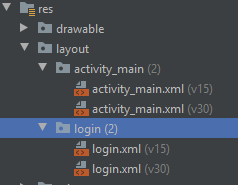 res
drawable
layout
activity_main (2)
activity_main.xml (v15)
activity_main.xml (v30)
login (2)
login.xml (v15)
login.xml (v30)